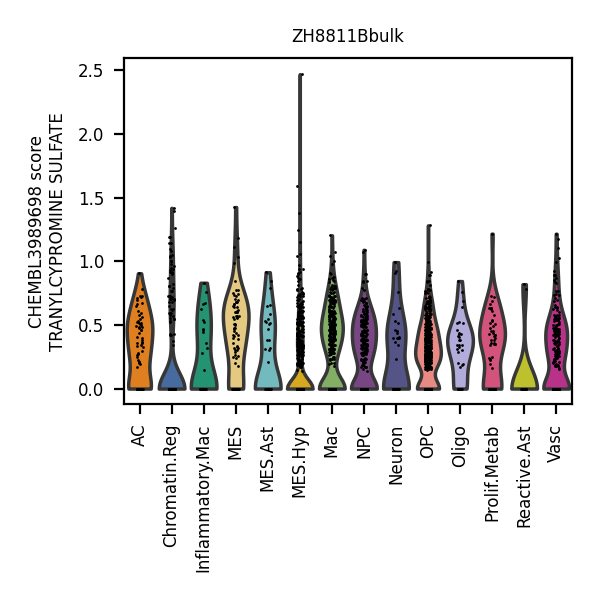 ZH8811Bbulk
CHEMBL3989698 score
TRANYLCYPROMINE SULFATE
2.5
2.0
1.5
1.0
0.5
0.0
AC
Chromatin.Reg
Inflammatory.Mac
MES
MES.Ast
MES.Hyp
Mac
NPC
Neuron
OPC
Oligo
Prolif.Metab
Reactive.Ast
Vasc